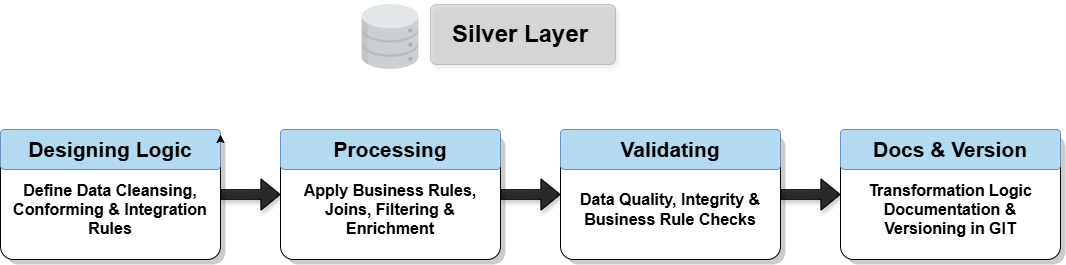 Silver Layer
Designing Logic
Define Data Cleansing,
Conforming & Integration
Rules
Processing
Apply Business Rules,
Joins, Filtering &
Enrichment
Validating
Data Quality, Integrity &
Business Rule Checks
Docs & Version
Transformation Logic
Documentation &
Versioning in GIT